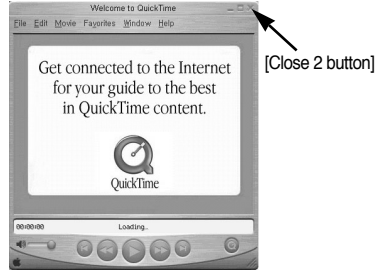 Welcome to QuickTime
File Edit Movie Favorites Window Help
[Close 2 button]
Get connected to the Internet
for your guide to the best
in QuickTime content.
QuickTime
00:00:00 Loading..